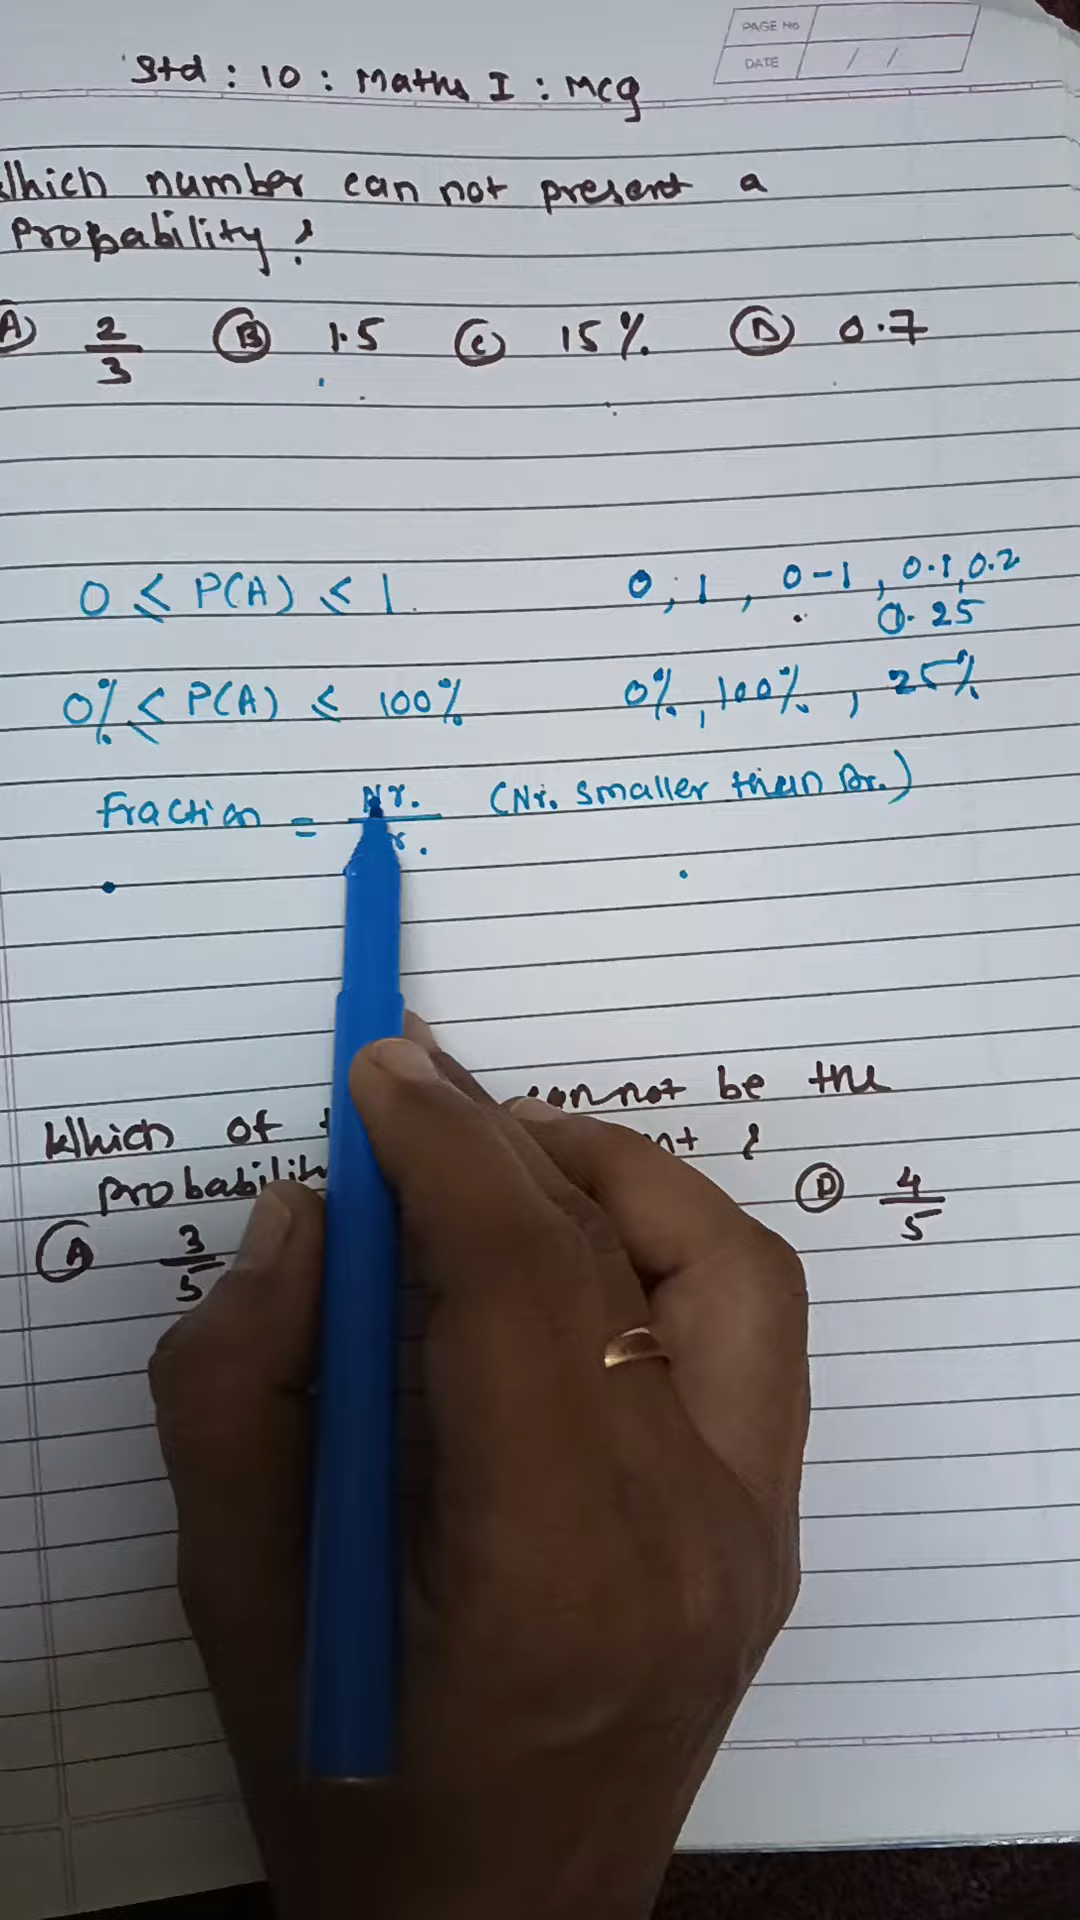 PAGE No
DATE / /
Std : 10 : Maths I : McQ
Which number can not present a
Probability ?
A) 2/3 (B) 1.5 (C) 15% (D) 0.7
0 ≤ P(A) ≤ 1. 0, 1, 0-1, 0.1, 0.2
0.25
0% ≤ P(A) ≤ 100% 0%, 100%, 25%
Fraction = Nr. (Nr. smaller than Dr.)
r.
Which of cannot be the
probability ?
(A) 3/5 (D) 4/5